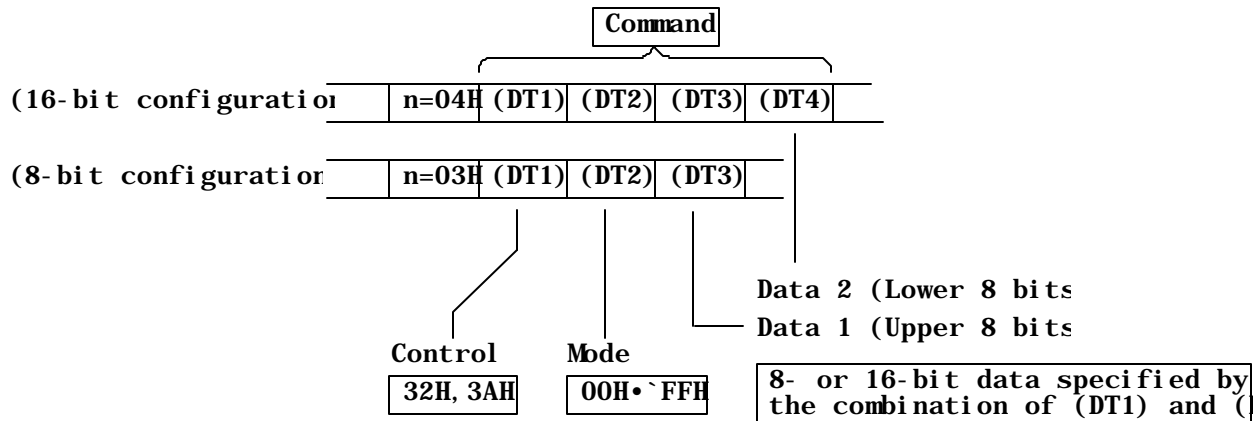 Command
(16-bit configuration n=04H (DT1) (DT2) (DT3) (DT4)
(8-bit configuration n=03H (DT1) (DT2) (DT3)
Data 2 (Lower 8 bits
Data 1 (Upper 8 bits
Control Mode
32H, 3AH 00H•`FFH
8- or 16-bit data specified by
the combination of (DT1) and (